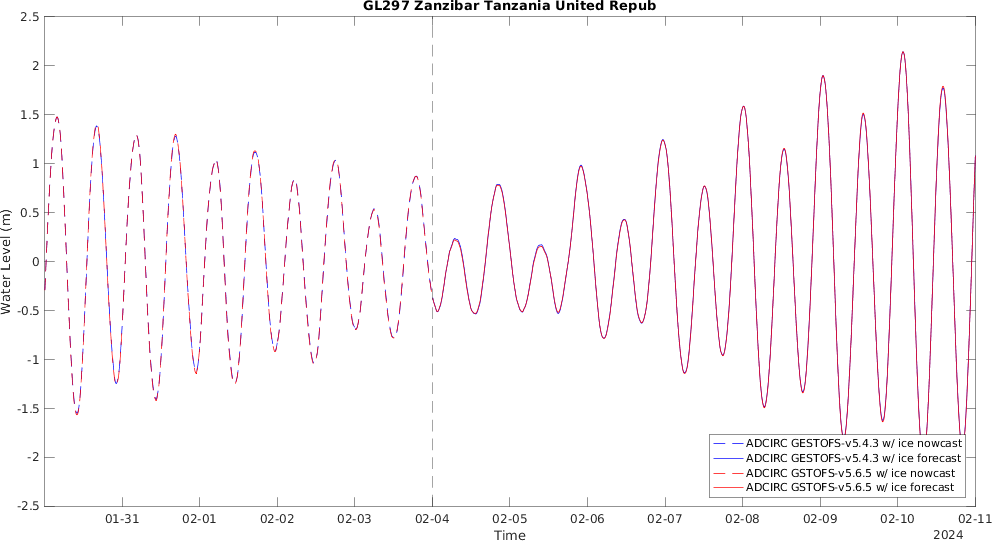 GL297 Zanzibar Tanzania United Repub
2.5
2
1.5
1
0.5
0
-0.5
-1
-1.5
-2
-2.5
Water Level (m)
ADCIRC GESTOFS-v5.4.3 w/ ice nowcast
ADCIRC GESTOFS-v5.4.3 w/ ice forecast
ADCIRC GSTOFS-v5.6.5 w/ ice nowcast
ADCIRC GSTOFS-v5.6.5 w/ ice forecast
01-31 02-01 02-02 02-03 02-04 02-05 02-06 02-07 02-08 02-09 02-10 02-11
Time
2024